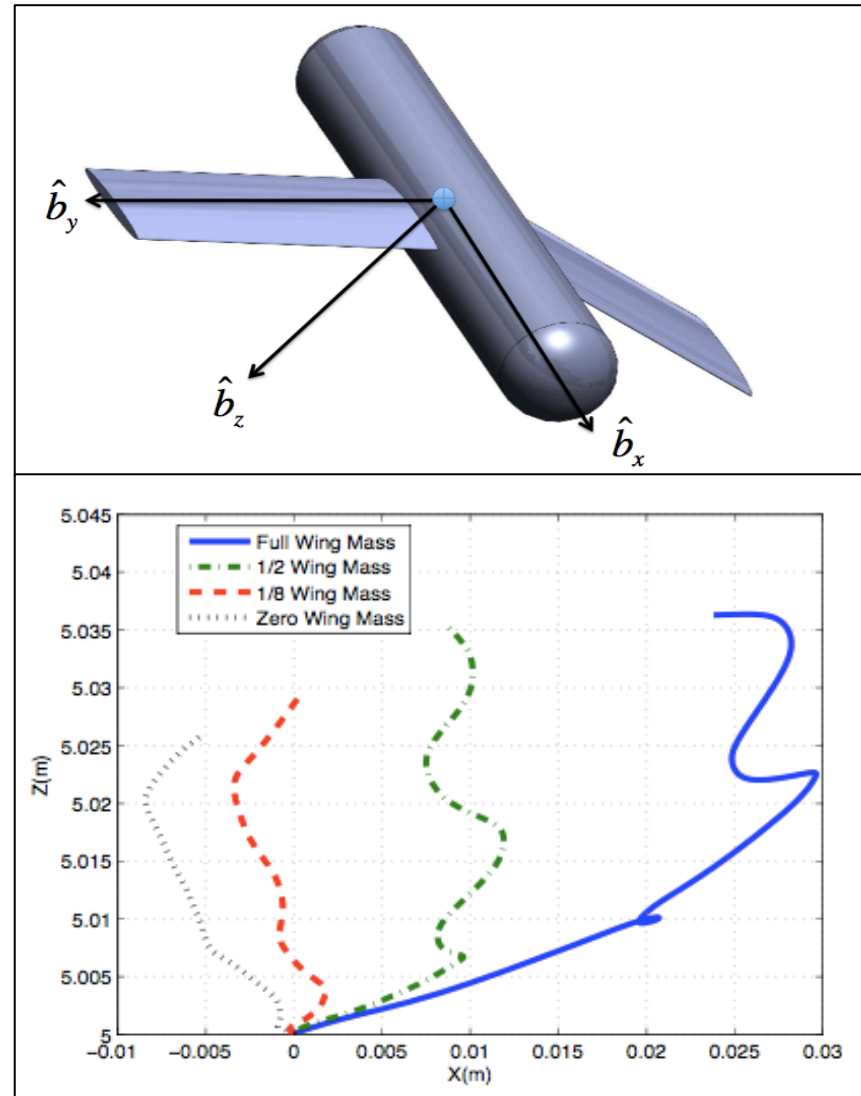 b̂y
b̂z
b̂x
Full Wing Mass
1/2 Wing Mass
1/8 Wing Mass
Zero Wing Mass
5.045
5.04
5.035
5.03
5.025
5.02
5.015
5.01
5.005
5
Z(m)
−0.01 −0.005 0 0.005 0.01 0.015 0.02 0.025 0.03
X(m)